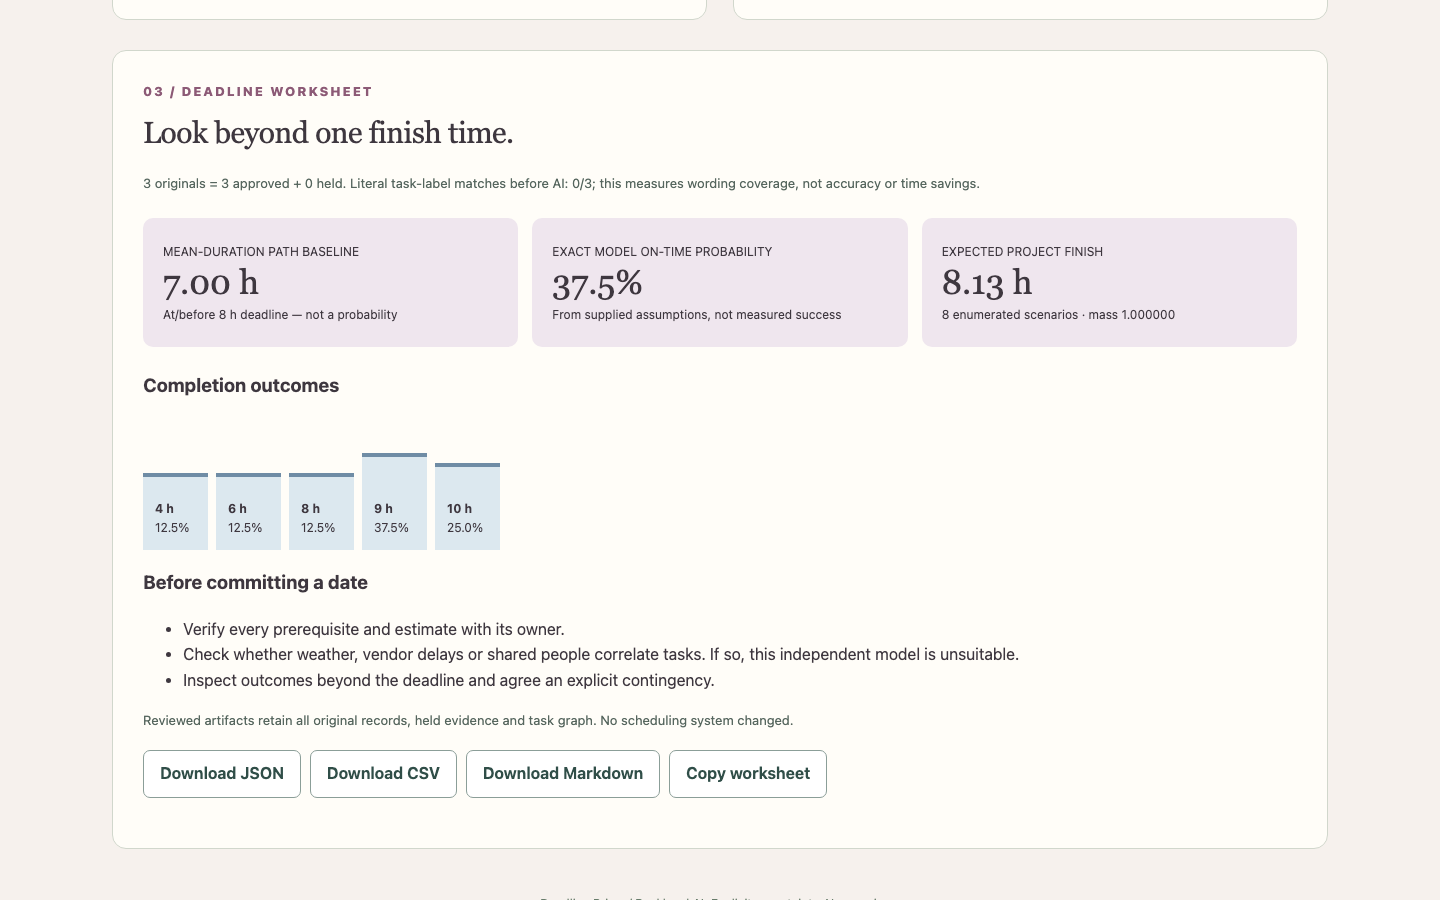 03 / DEADLINE WORKSHEET
Look beyond one finish time.
3 originals = 3 approved + 0 held. Literal task-label matches before AI: 0/3; this measures wording coverage, not accuracy or time savings.
MEAN-DURATION PATH BASELINE
7.00 h
At/before 8 h deadline — not a probability
EXACT MODEL ON-TIME PROBABILITY
37.5%
From supplied assumptions, not measured success
EXPECTED PROJECT FINISH
8.13 h
8 enumerated scenarios · mass 1.000000
Completion outcomes
4 h
12.5%
6 h
12.5%
8 h
12.5%
9 h
37.5%
10 h
25.0%
Before committing a date
• Verify every prerequisite and estimate with its owner.
• Check whether weather, vendor delays or shared people correlate tasks. If so, this independent model is unsuitable.
• Inspect outcomes beyond the deadline and agree an explicit contingency.
Reviewed artifacts retain all original records, held evidence and task graph. No scheduling system changed.
Download JSON
Download CSV
Download Markdown
Copy worksheet